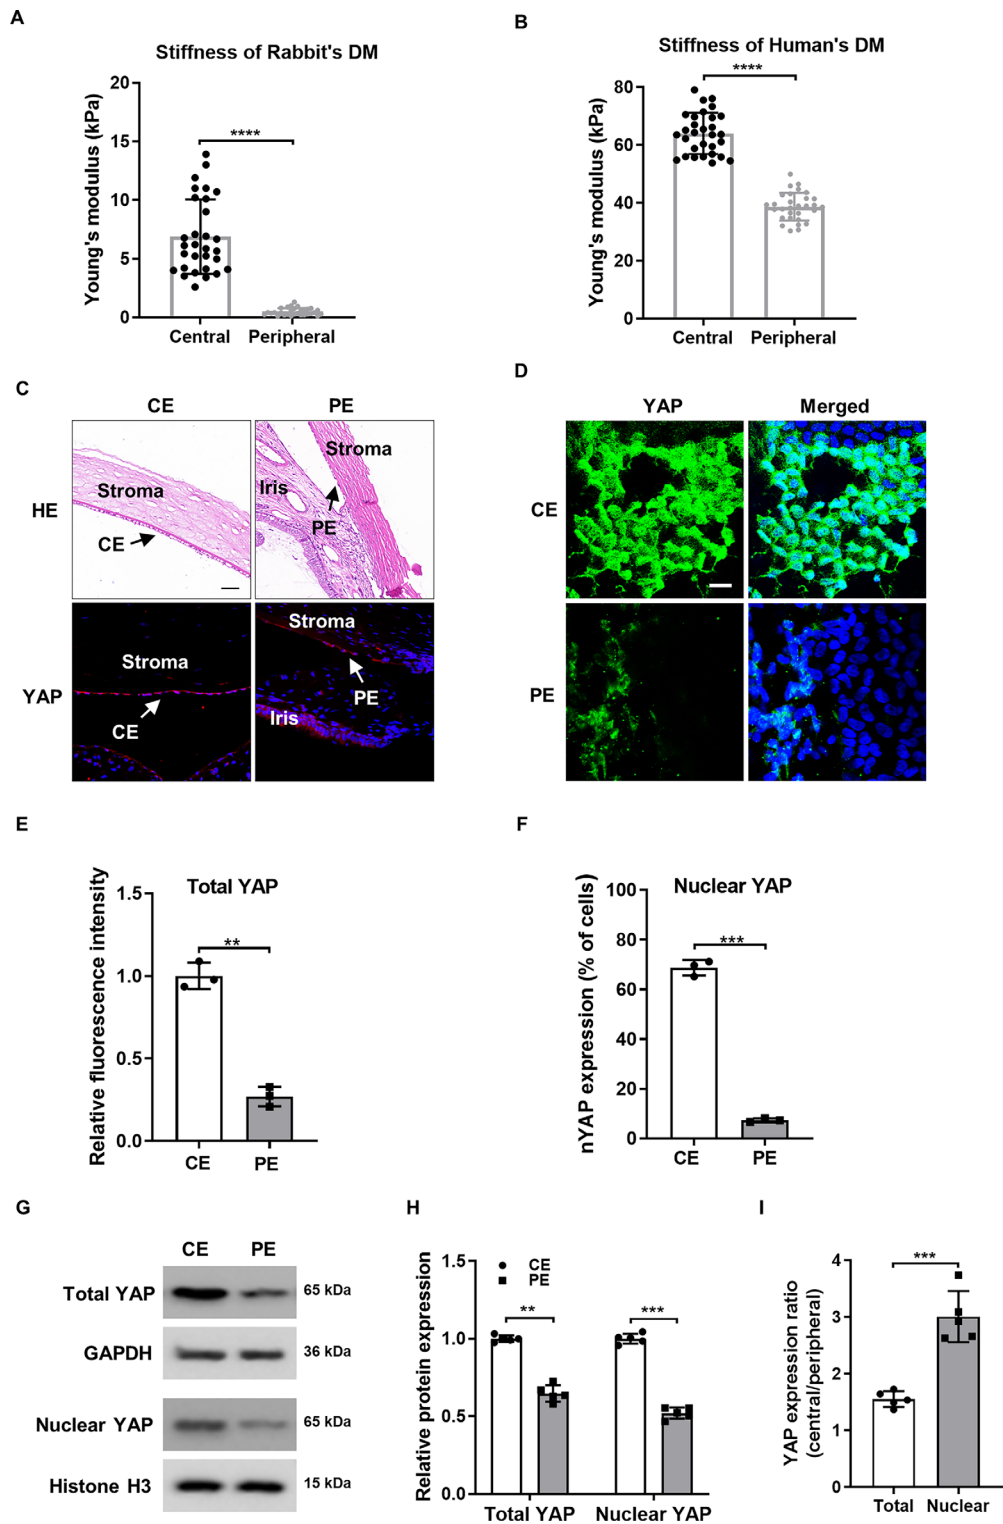 A
Stiffness of Rabbit's DM
Young's modulus (kPa)
20
15
10
5
0
****
Central
Peripheral
B
Stiffness of Human's DM
Young's modulus (kPa)
80
60
40
20
0
****
Central
Peripheral
C
CE
PE
HE
Stroma
CE
Stroma
Iris
PE
YAP
Stroma
CE
Stroma
PE
Iris
D
YAP
Merged
CE
PE
E
Total YAP
Relative fluorescence intensity
1.5
1.0
0.5
0.0
**
CE
PE
F
Nuclear YAP
nYAP expression (% of cells)
100
80
60
40
20
0
***
CE
PE
G
CE
PE
Total YAP
65 kDa
GAPDH
36 kDa
Nuclear YAP
65 kDa
Histone H3
15 kDa
H
Relative protein expression
1.5
1.0
0.5
0.0
CE
PE
**
***
Total YAP
Nuclear YAP
I
YAP expression ratio
(central/peripheral)
4
3
2
1
0
***
Total
Nuclear